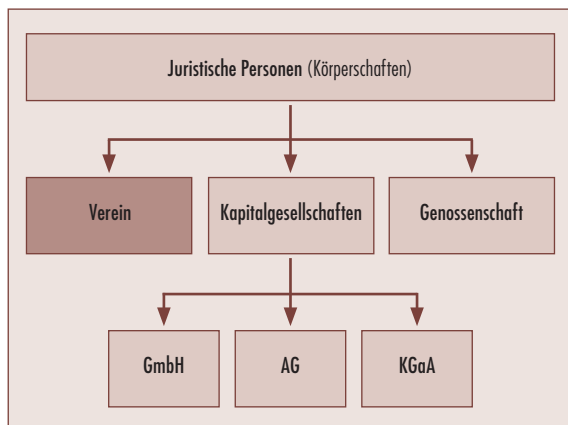 Juristische Personen (Körperschaften)
Verein
Kapitalgesellschaften
Genossenschaft
GmbH
AG
KGaA